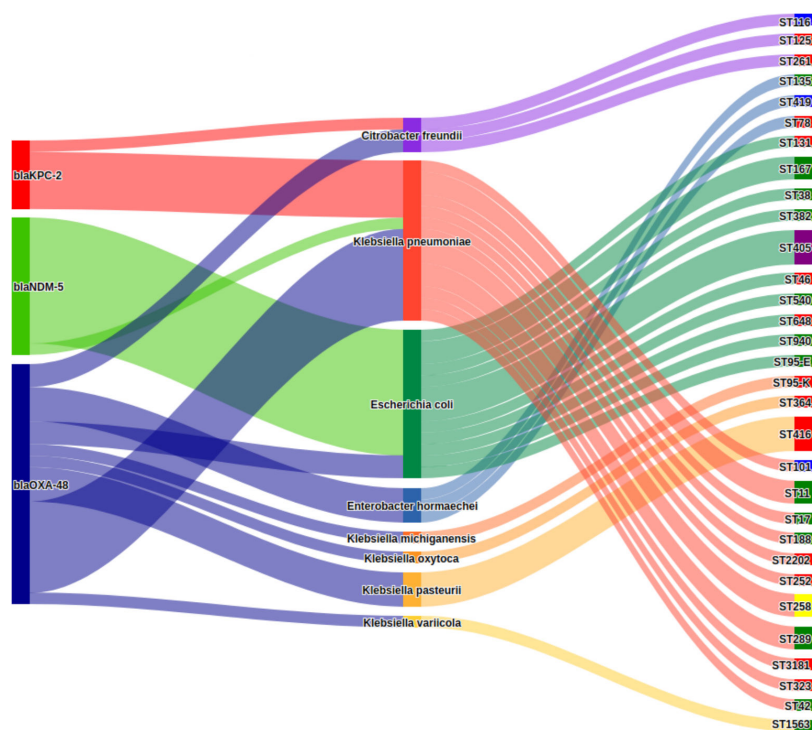 blaKPC-2
blaNDM-5
blaOXA-48
Citrobacter freundii
Klebsiella pneumoniae
Escherichia coli
Enterobacter hormaechei
Klebsiella michiganensis
Klebsiella oxytoca
Klebsiella pasteurii
Klebsiella variicola
ST116
ST125
ST261
ST135
ST419
ST78
ST131
ST167
ST38
ST382
ST405
ST46
ST540
ST648
ST940
ST95-E
ST95-K
ST364
ST416
ST101
ST11
ST17
ST188
ST2202
ST252
ST258
ST289
ST3181
ST323
ST42
ST1563